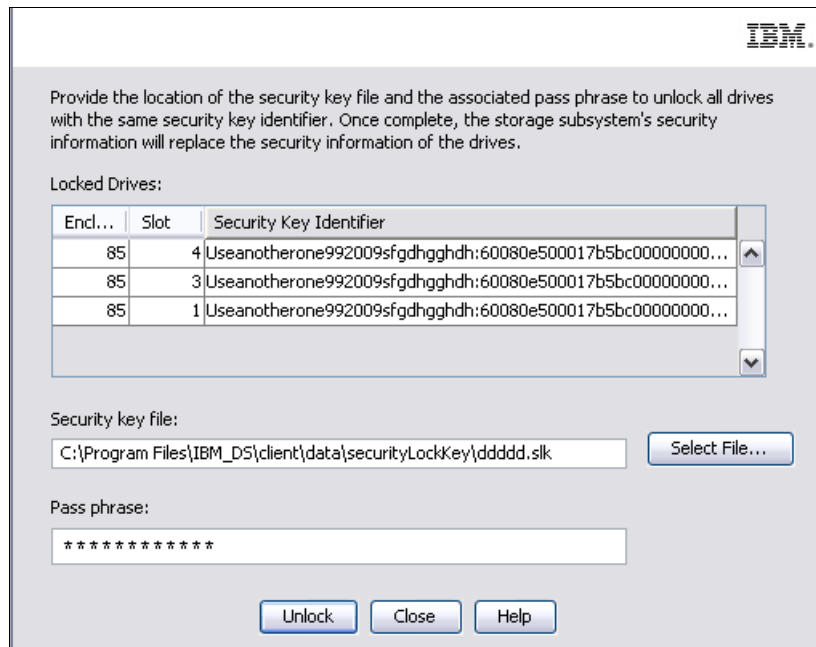 IBM.
Provide the location of the security key file and the associated pass phrase to unlock all drives
with the same security key identifier. Once complete, the storage subsystem's security
information will replace the security information of the drives.
Locked Drives:
Encl... Slot Security Key Identifier
85 4 Useanotherone992009sfgdhgghdh:60080e500017b5bc00000000...
85 3 Useanotherone992009sfgdhgghdh:60080e500017b5bc00000000...
85 1 Useanotherone992009sfgdhgghdh:60080e500017b5bc00000000...
Security key file:
C:\Program Files\IBM_DS\client\data\securityLockKey\ddddd.slk Select File...
Pass phrase:
************
Unlock Close Help